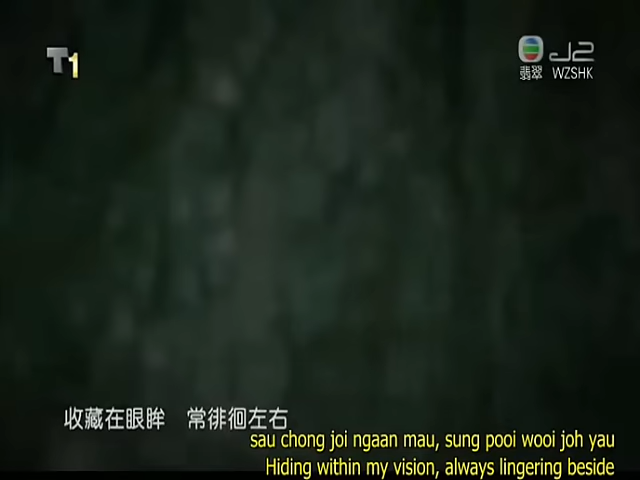 T1
J2
翡翠 WZSHK
收藏在眼眸 常徘徊左右
sau chong joi ngaan mau, sung pooi wooi joh yau
Hiding within my vision, always lingering beside